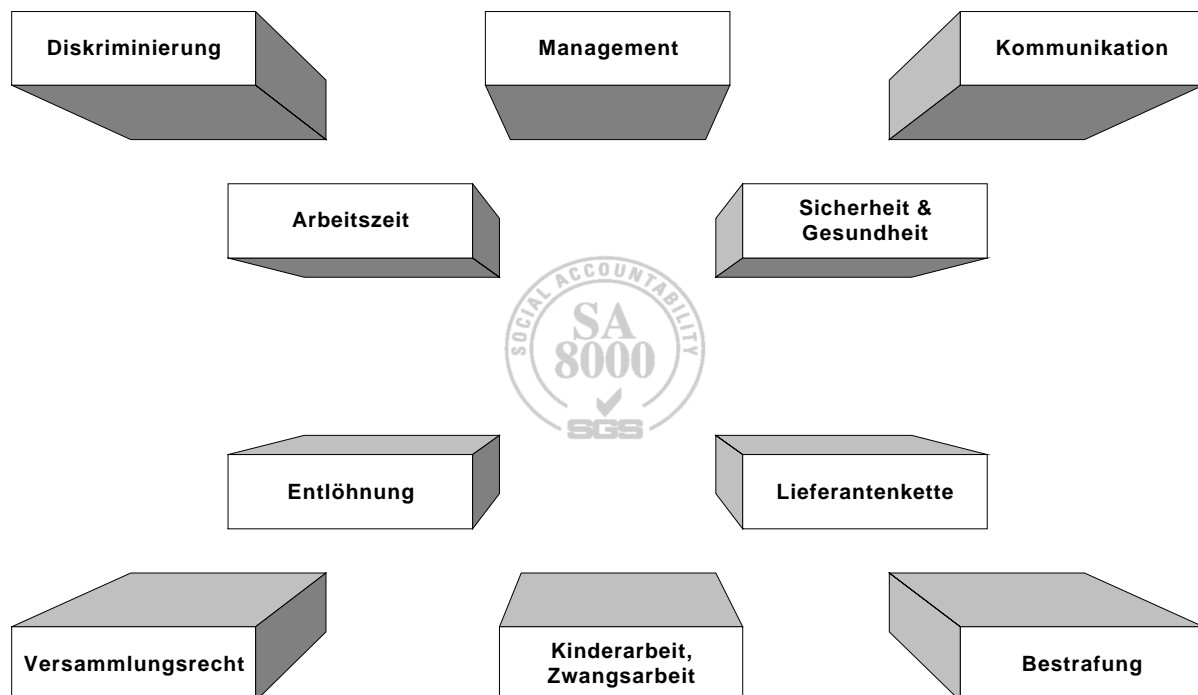 Diskriminierung
Management
Kommunikation
Arbeitszeit
Sicherheit &
Gesundheit
SOCIAL ACCOUNTABILITY
SA
8000
SGS
Entlöhnung
Lieferantenkette
Versammlungsrecht
Kinderarbeit,
Zwangsarbeit
Bestrafung